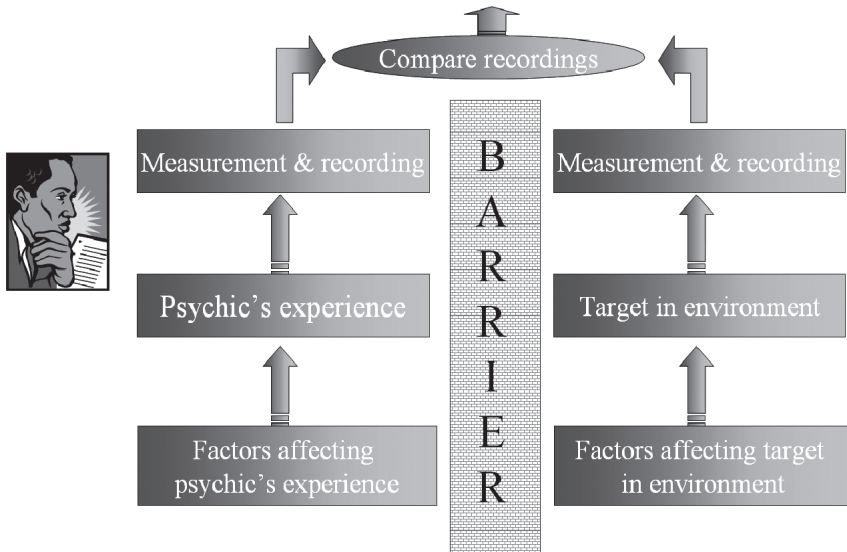 Compare recordings
Measurement & recording
Psychic’s experience
Factors affecting
psychic’s experience
B
A
R
R
I
E
R
Measurement & recording
Target in environment
Factors affecting target
in environment